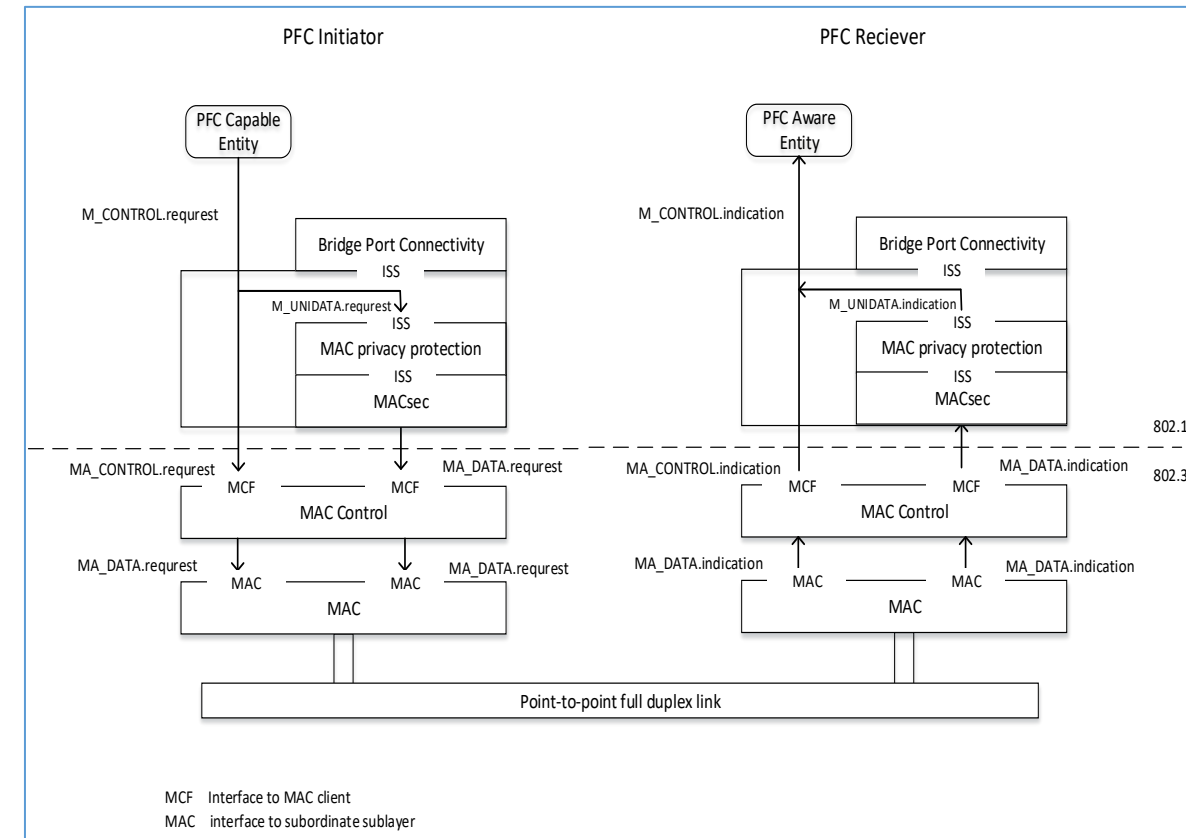 PFC Initiator
PFC Reciever
PFC Capable
Entity
PFC Aware
Entity
M_CONTROL.requrest
M_CONTROL.indication
Bridge Port Connectivity
ISS
Bridge Port Connectivity
ISS
M_UNIDATA.requrest
M_UNIDATA.indication
ISS
MAC privacy protection
ISS
MACsec
ISS
MAC privacy protection
ISS
MACsec
802.1
802.3
MA_CONTROL.requrest
MA_DATA.requrest
MA_CONTROL.indication
MA_DATA.indication
MCF
MCF
MAC Control
MCF
MCF
MAC Control
MA_DATA.requrest
MA_DATA.requrest
MA_DATA.indication
MA_DATA.indication
MAC
MAC
MAC
MAC
MAC
MAC
Point-to-point full duplex link
MCF Interface to MAC client
MAC interface to subordinate sublayer